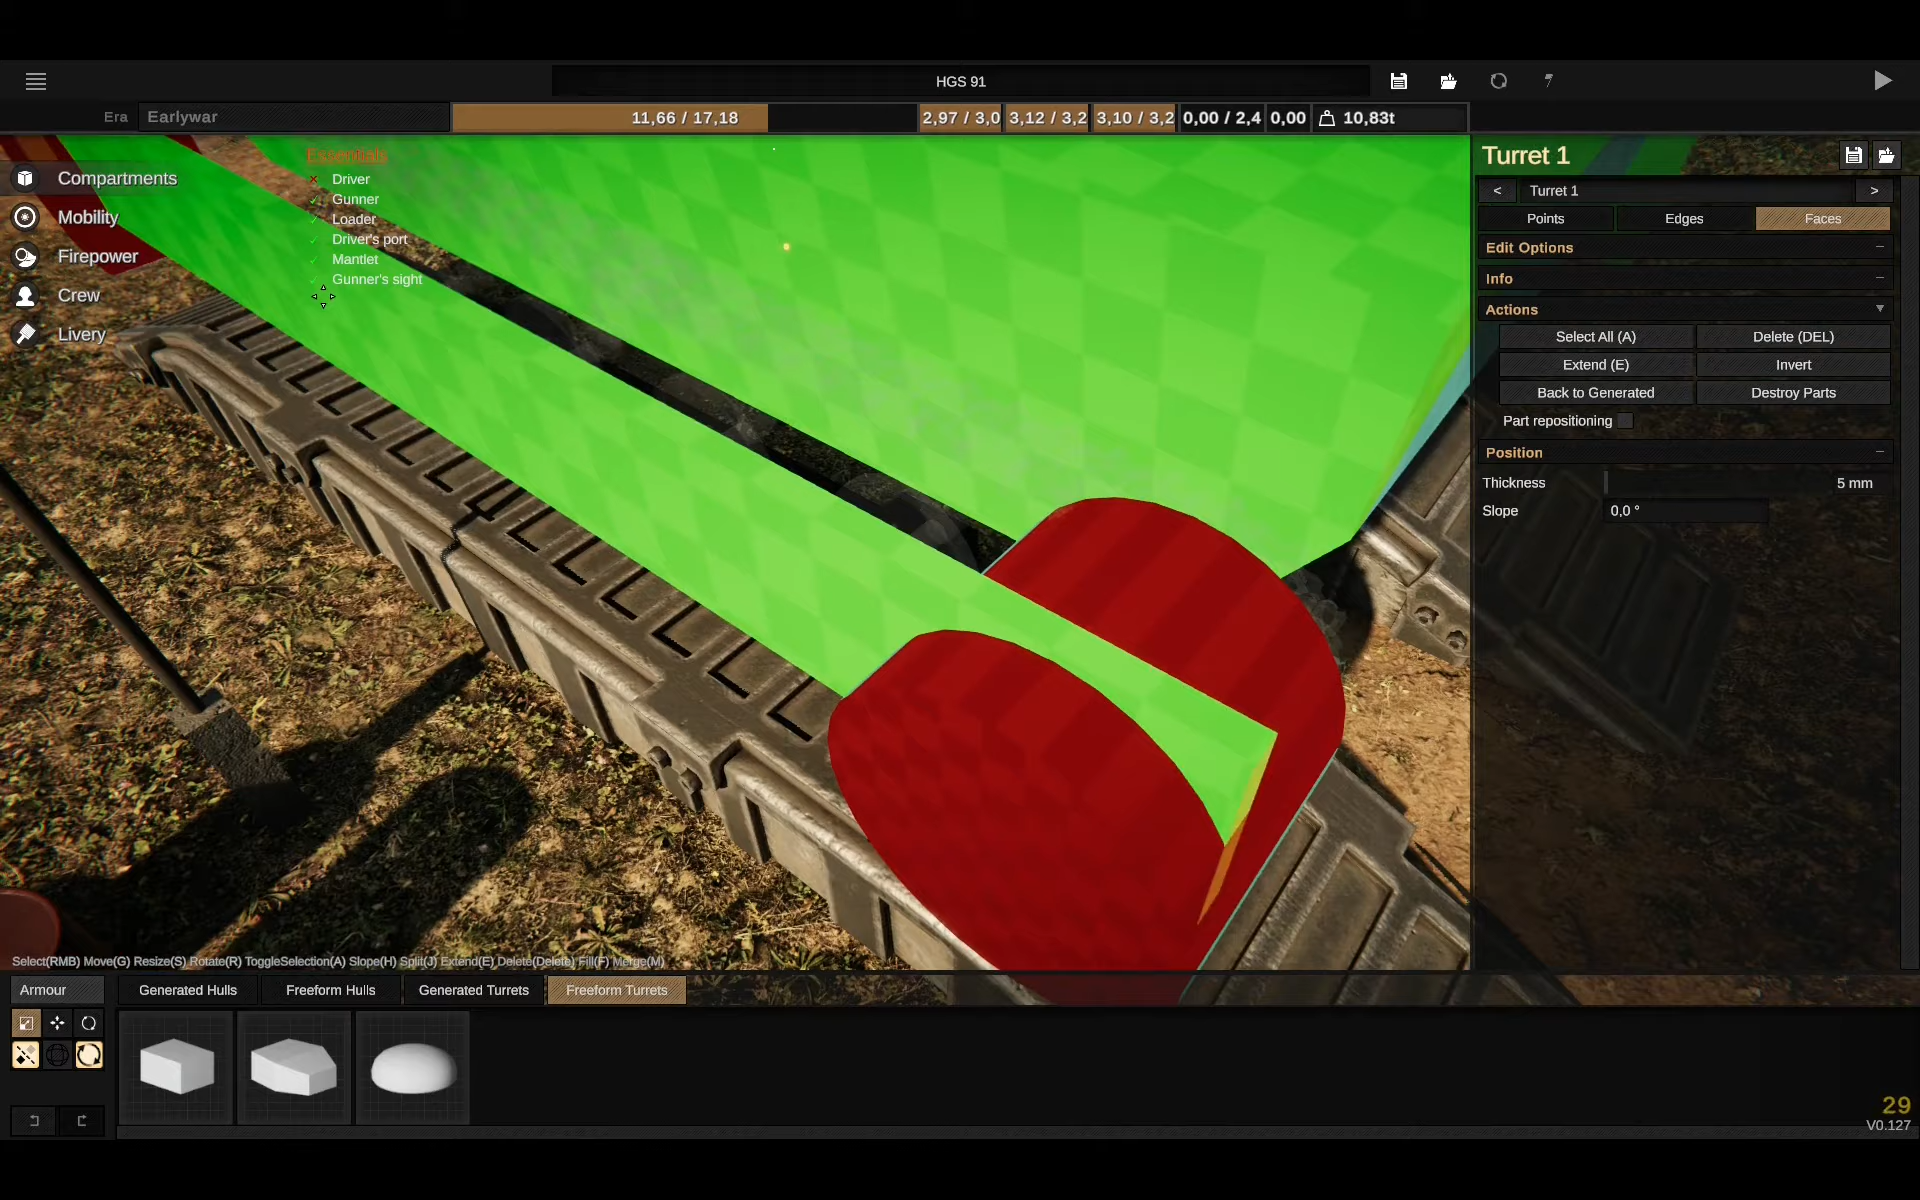 HGS 91
Era Earlywar 11,66 / 17,18 2,97 / 3,0 3,12 / 3,2 3,10 / 3,2 0,00 / 2,4 0,00 10,83t
Essentials
Driver
Gunner
Loader
Driver's port
Mantlet
Gunner's sight
Compartments
Mobility
Firepower
Crew
Livery
Turret 1
< Turret 1 >
Points Edges Faces
Edit Options
Info
Actions
Select All (A) Delete (DEL)
Extend (E) Invert
Back to Generated Destroy Parts
Part repositioning
Position
Thickness 5 mm
Slope 0,0 °
Select(RMB) Move(G) Resize(S) Rotate(R) ToggleSelection(A) Slope(H) Split(J) Extend(E) Delete(Delete) Fill(F) Merge(M)
Armour Generated Hulls Freeform Hulls Generated Turrets Freeform Turrets
29
V0.127